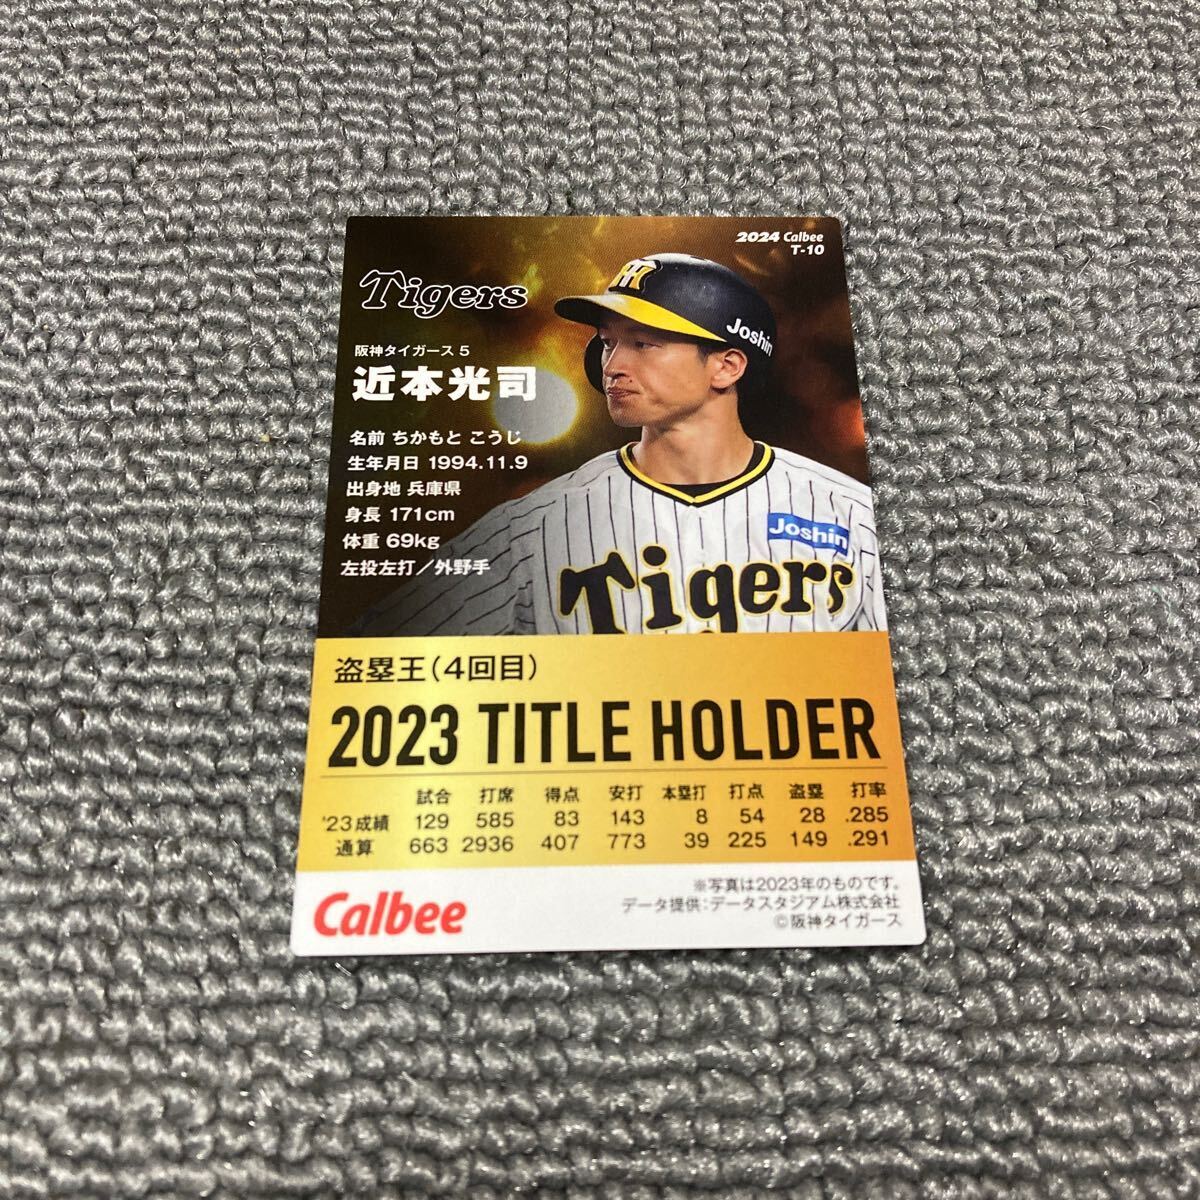 2024 Calbee
T-10
Tigers
阪神タイガース 5
近本光司
名前 ちかもと こうじ
生年月日 1994.11.9
出身地 兵庫県
身長 171cm
体重 69kg
左投左打／外野手
Joshin
Joshin
Tigers
盗塁王(4回目)
2023 TITLE HOLDER
試合 打席 得点 安打 本塁打 打点 盗塁 打率
'23成績 129 585 83 143 8 54 28 .285
通算 663 2936 407 773 39 225 149 .291
Calbee
※写真は2023年のものです。
データ提供:データスタジアム株式会社
©阪神タイガース